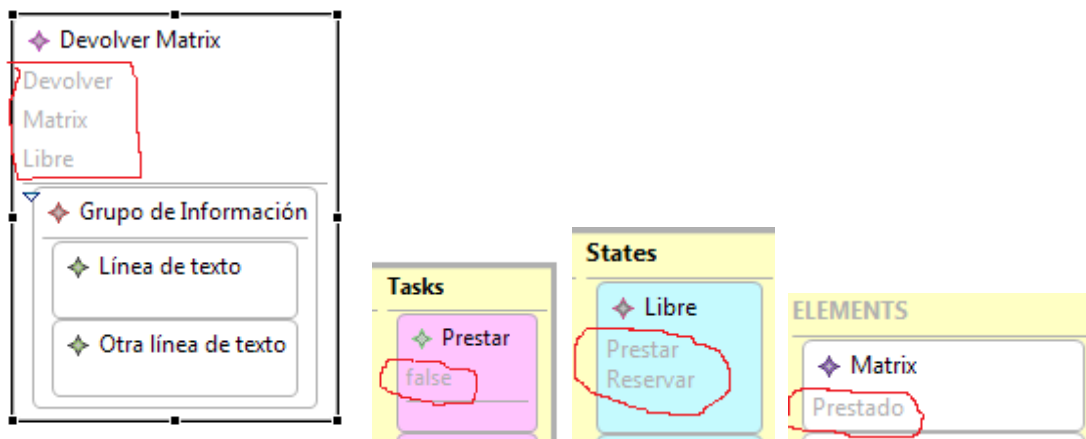 Devolver Matrix
Devolver
Matrix
Libre
Grupo de Información
Línea de texto
Otra línea de texto
Tasks
Prestar
false
States
Libre
Prestar
Reservar
ELEMENTS
Matrix
Prestado